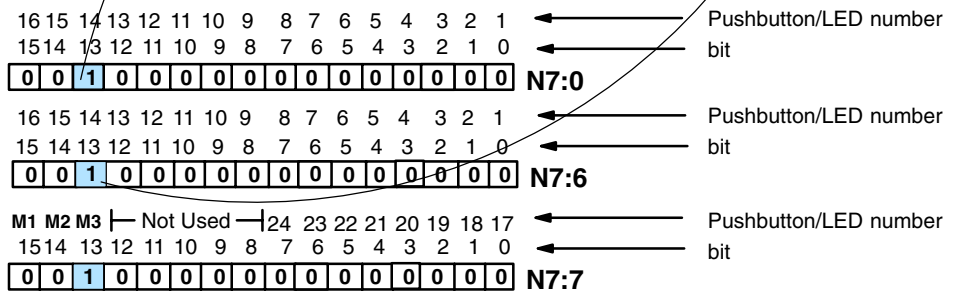 16 15 14 13 12 11 10 9 8 7 6 5 4 3 2 1 Pushbutton/LED number
15 14 13 12 11 10 9 8 7 6 5 4 3 2 1 0 bit
0 0 1 0 0 0 0 0 0 0 0 0 0 0 0 0 N7:0
16 15 14 13 12 11 10 9 8 7 6 5 4 3 2 1 Pushbutton/LED number
15 14 13 12 11 10 9 8 7 6 5 4 3 2 1 0 bit
0 0 1 0 0 0 0 0 0 0 0 0 0 0 0 0 N7:6
M1 M2 M3 Not Used 24 23 22 21 20 19 18 17 Pushbutton/LED number
15 14 13 12 11 10 9 8 7 6 5 4 3 2 1 0 bit
0 0 1 0 0 0 0 0 0 0 0 0 0 0 0 0 N7:7